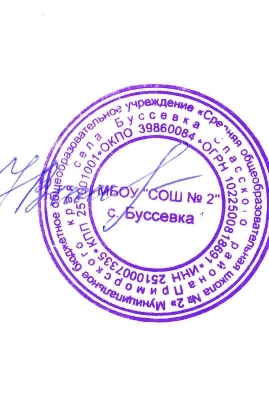 Муниципальное бюджетное общеобразовательное учреждение «Средняя общеобразовательная школа № 2»
села Буссевка Спасского района Приморского края
ОКПО 39860084 * ОГРН 1022500818691 * ИНН 2510007335 * КПП 251001001 *
МБОУ "СОШ № 2"
с. Буссевка